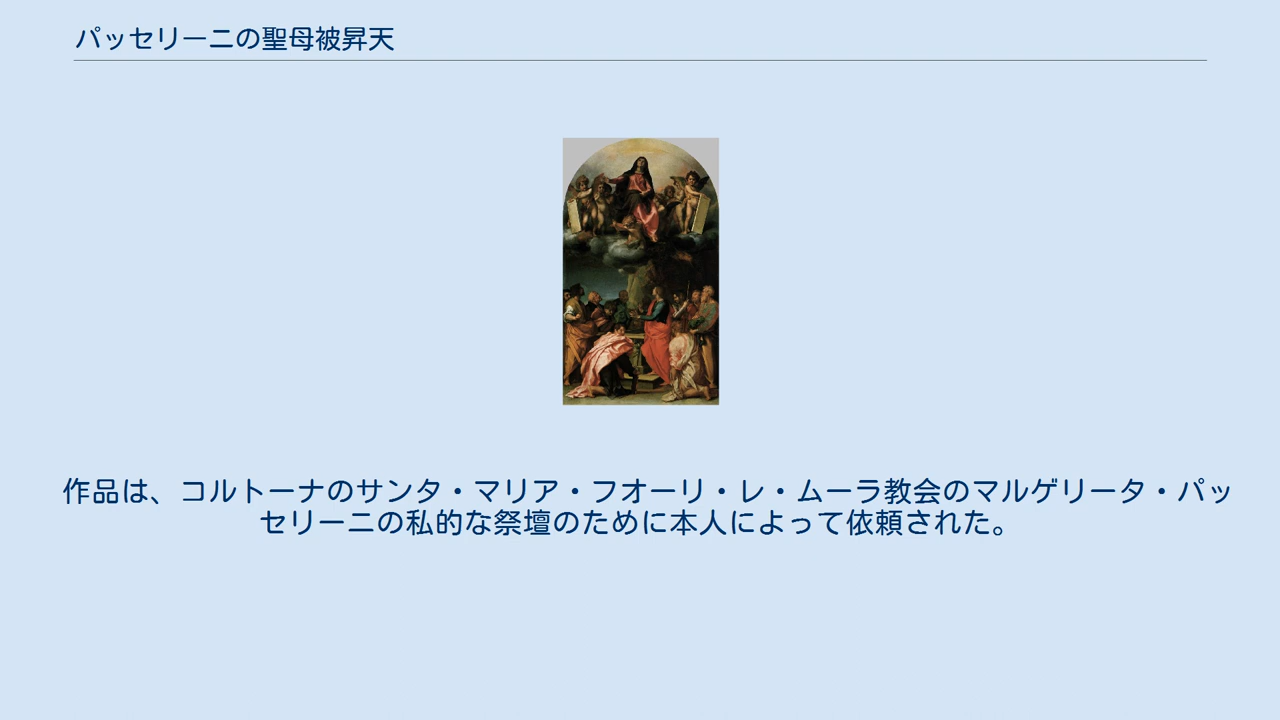 パッセリーニの聖母被昇天
作品は、コルトーナのサンタ・マリア・フオーリ・レ・ムーラ教会のマルゲリータ・パッ
セリーニの私的な祭壇のために本人によって依頼された。